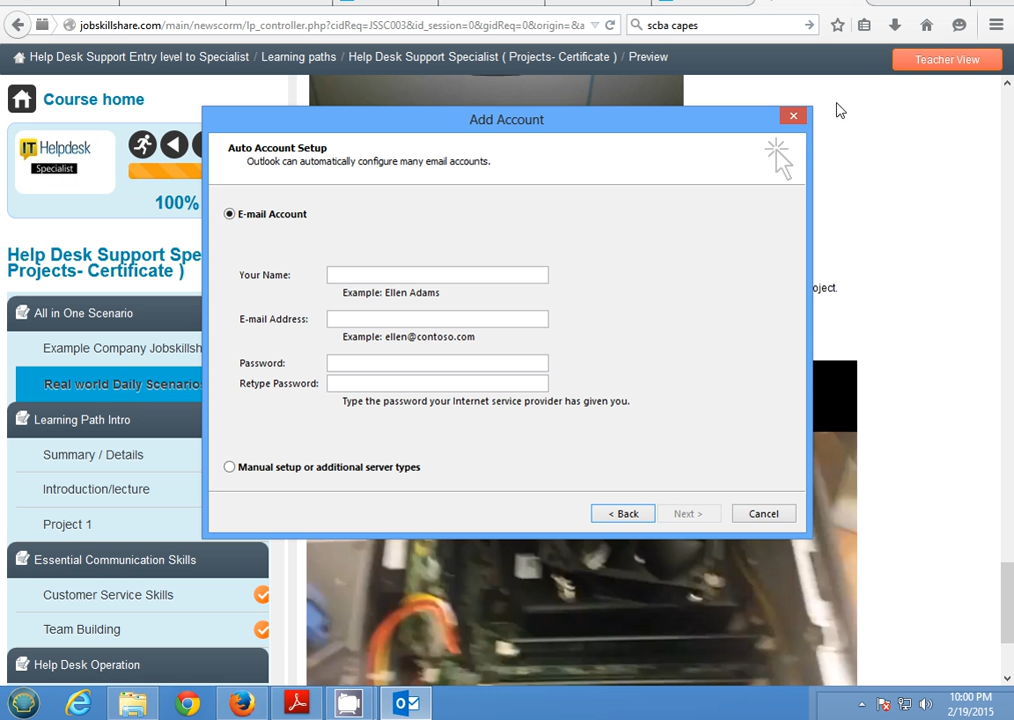 jobskillshare.com/main/newscorm/lp_controller.php?cidReq=JSSC003&id_session=0&gidReq=0&origin=&a
scba capes
Help Desk Support Entry level to Specialist
Learning paths
Help Desk Support Specialist ( Projects- Certificate )
Preview
Teacher View
Course home
IT Helpdesk
Specialist
100%
Help Desk Support Spe
Projects- Certificate )
All in One Scenario
Example Company Jobskillsh
Real world Daily Scenarios
Learning Path Intro
Summary / Details
Introduction/lecture
Project 1
Essential Communication Skills
Customer Service Skills
Team Building
Help Desk Operation
Add Account
Auto Account Setup
Outlook can automatically configure many email accounts.
E-mail Account
Your Name:
Example: Ellen Adams
E-mail Address:
Example: ellen@contoso.com
Password:
Retype Password:
Type the password your Internet service provider has given you.
Manual setup or additional server types
< Back
Next >
Cancel
oject.
10:00 PM
2/19/2015